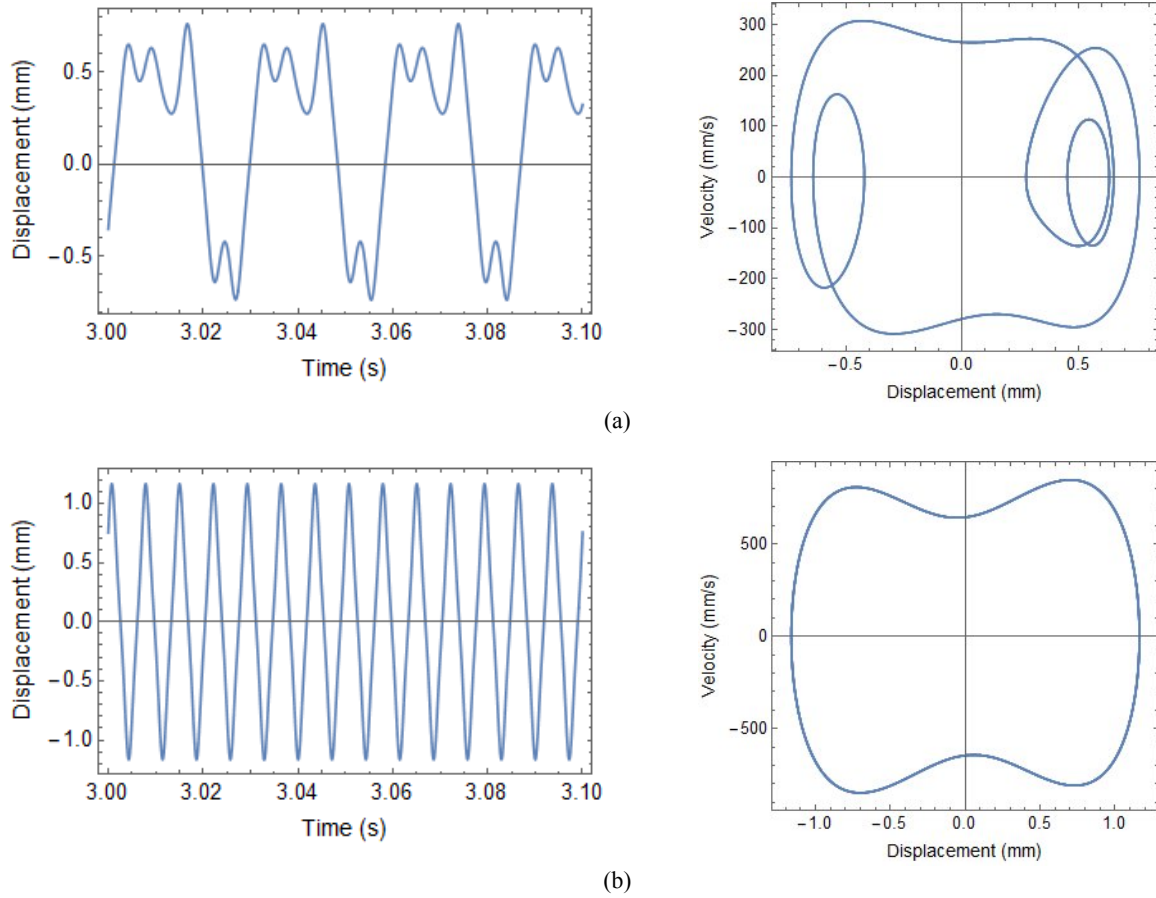 Displacement (mm)
0.5
0.0
−0.5
3.00 3.02 3.04 3.06 3.08 3.10
Time (s)
Velocity (mm/s)
300
200
100
0
−100
−200
−300
−0.5 0.0 0.5
Displacement (mm)
(a)
Displacement (mm)
1.0
0.5
0.0
−0.5
−1.0
3.00 3.02 3.04 3.06 3.08 3.10
Time (s)
Velocity (mm/s)
500
0
−500
−1.0 −0.5 0.0 0.5 1.0
Displacement (mm)
(b)